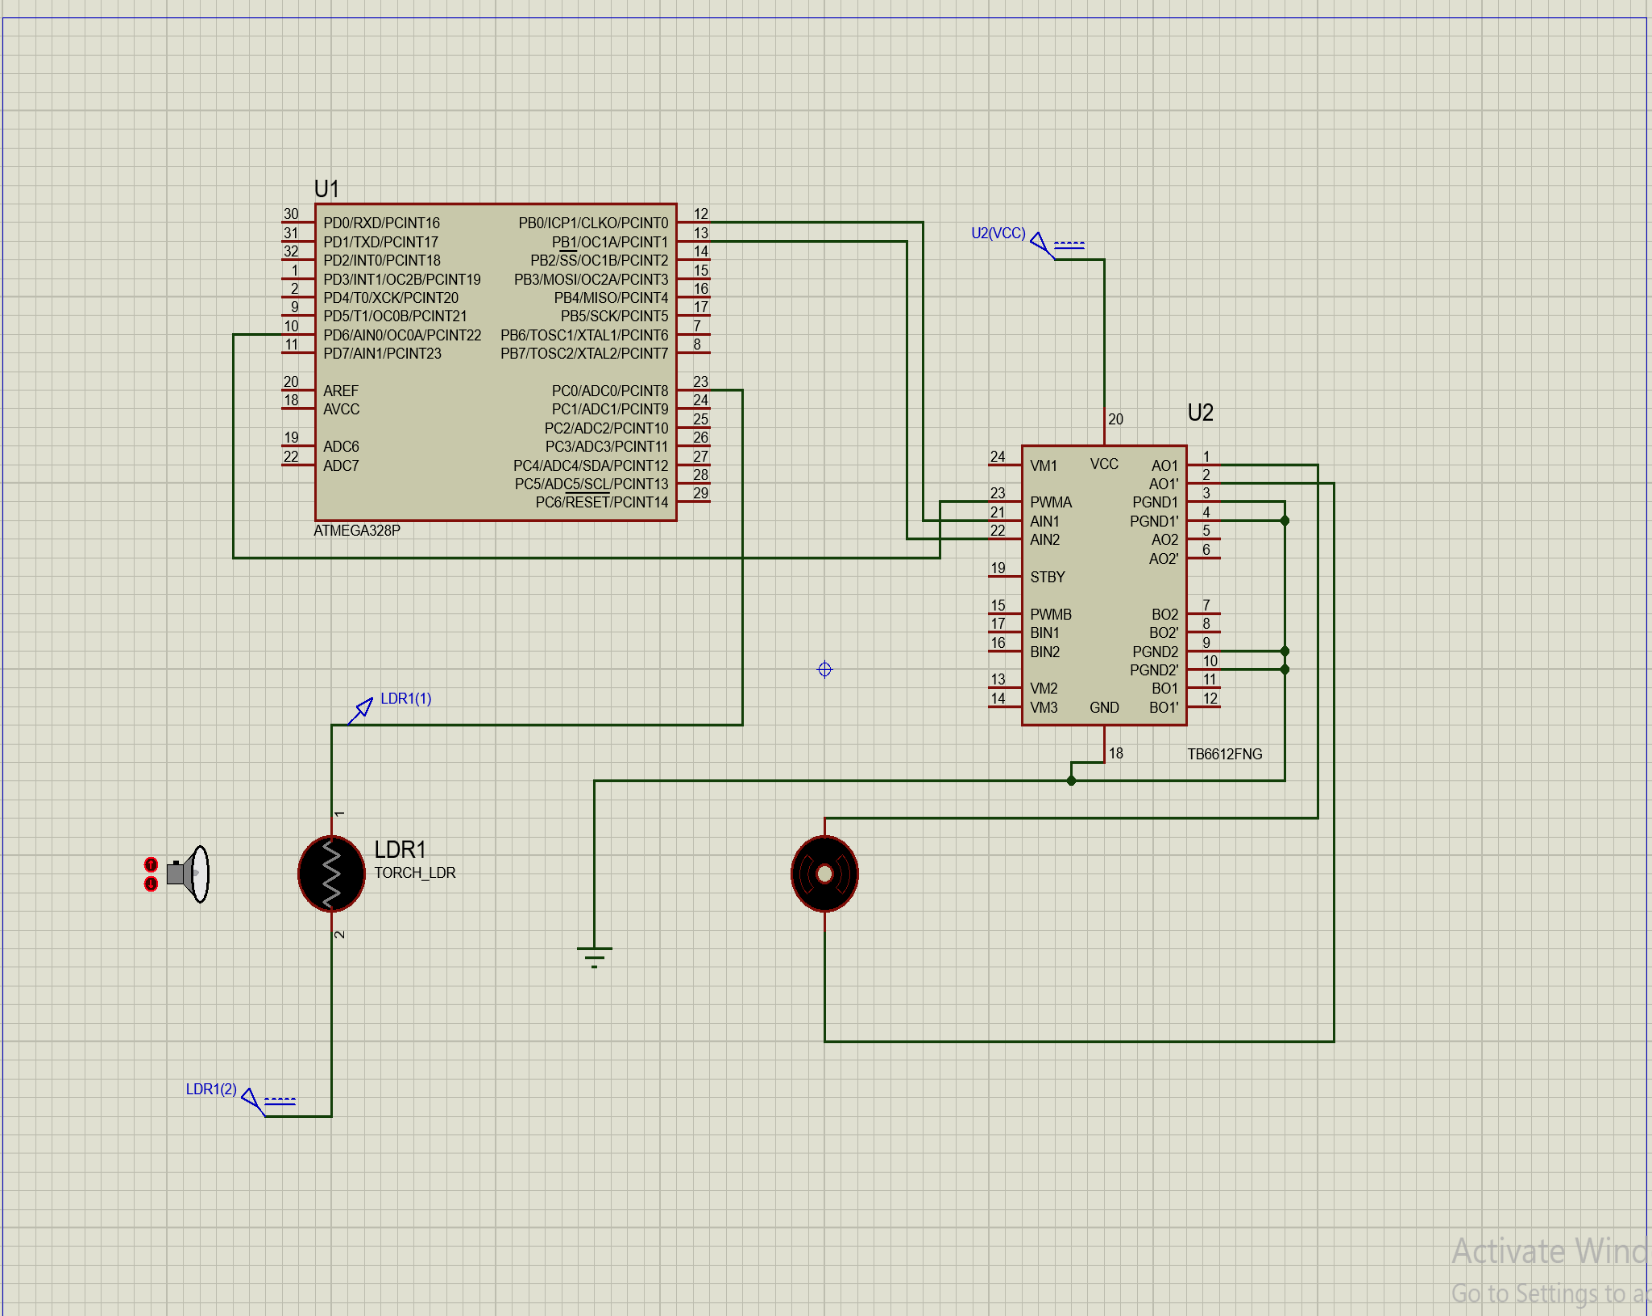 U1
30 PD0/RXD/PCINT16 PB0/ICP1/CLKO/PCINT0 12
31 PD1/TXD/PCINT17 PB1/OC1A/PCINT1 13
32 PD2/INT0/PCINT18 PB2/SS/OC1B/PCINT2 14
1 PD3/INT1/OC2B/PCINT19 PB3/MOSI/OC2A/PCINT3 15
2 PD4/T0/XCK/PCINT20 PB4/MISO/PCINT4 16
9 PD5/T1/OC0B/PCINT21 PB5/SCK/PCINT5 17
10 PD6/AIN0/OC0A/PCINT22 PB6/TOSC1/XTAL1/PCINT6 7
11 PD7/AIN1/PCINT23 PB7/TOSC2/XTAL2/PCINT7 8
20 AREF PC0/ADC0/PCINT8 23
18 AVCC PC1/ADC1/PCINT9 24
PC2/ADC2/PCINT10 25
19 ADC6 PC3/ADC3/PCINT11 26
22 ADC7 PC4/ADC4/SDA/PCINT12 27
PC5/ADC5/SCL/PCINT13 28
PC6/RESET/PCINT14 29
ATMEGA328P
U2(VCC)
U2
20
24 VM1 VCC AO1 1
AO1' 2
23 PWMA PGND1 3
21 AIN1 PGND1' 4
22 AIN2 AO2 5
AO2' 6
19 STBY
15 PWMB BO2 7
17 BIN1 BO2' 8
16 BIN2 PGND2 9
PGND2' 10
13 VM2 BO1 11
14 VM3 GND BO1' 12
18
TB6612FNG
LDR1(1)
1
LDR1
TORCH_LDR
2
LDR1(2)
Activate Wind
Go to Settings to a